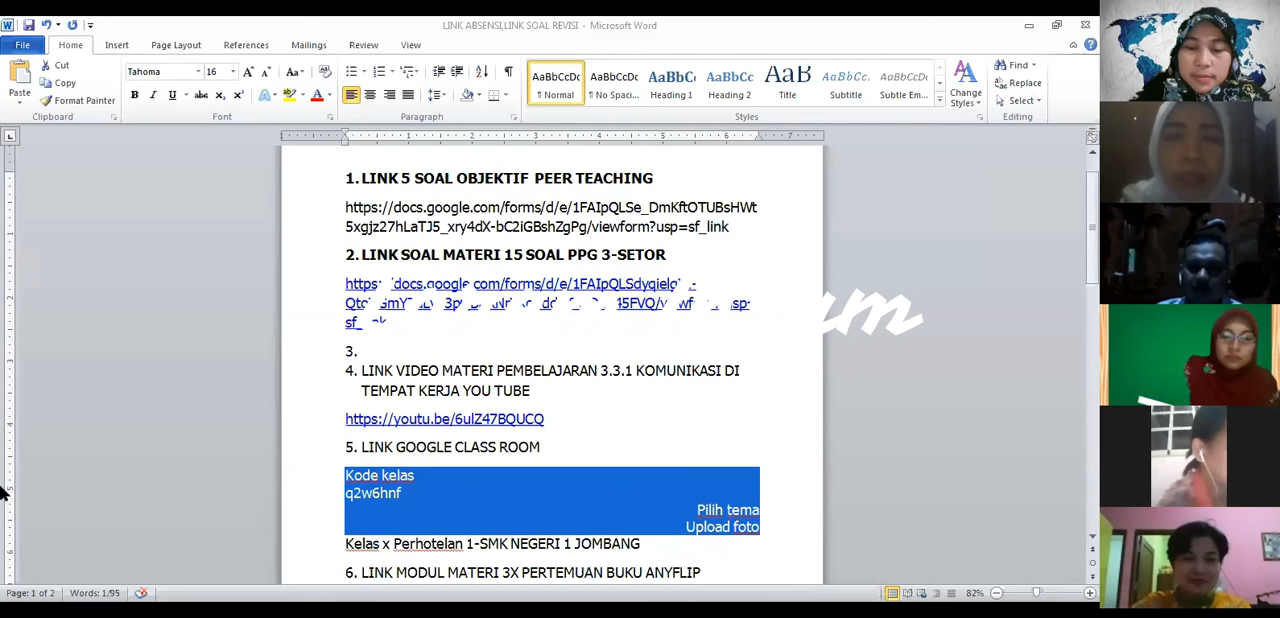 LINK ABSENSI,LINK SOAL REVISI - Microsoft Word
File Home Insert Page Layout References Mailings Review View
Cut
Copy
Format Painter
Paste
Tahoma 16
Clipboard Font Paragraph Styles Editing
AaBbCcDc AaBbCcDc AaBbC AaBbCc AaB AaBbCcL AaBbCcDc
¶ Normal ¶ No Spaci... Heading 1 Heading 2 Title Subtitle Subtle Em...
Change Styles
Find
Replace
Select
1. LINK 5 SOAL OBJEKTIF PEER TEACHING
https://docs.google.com/forms/d/e/1FAIpQLSe_DmKftOTUBsHWt
5xgjz27hLaTJ5_xry4dX-bC2iGBshZgPg/viewform?usp=sf_link
2. LINK SOAL MATERI 15 SOAL PPG 3-SETOR
3.
4. LINK VIDEO MATERI PEMBELAJARAN 3.3.1 KOMUNIKASI DI
TEMPAT KERJA YOU TUBE
https://youtu.be/6ulZ47BQUCQ
5. LINK GOOGLE CLASS ROOM
Kode kelas
q2w6hnf
Pilih tema
Upload foto
Kelas x Perhotelan 1-SMK NEGERI 1 JOMBANG
6. LINK MODUL MATERI 3X PERTEMUAN BUKU ANYFLIP
Page: 1 of 2 Words: 1/95 82%